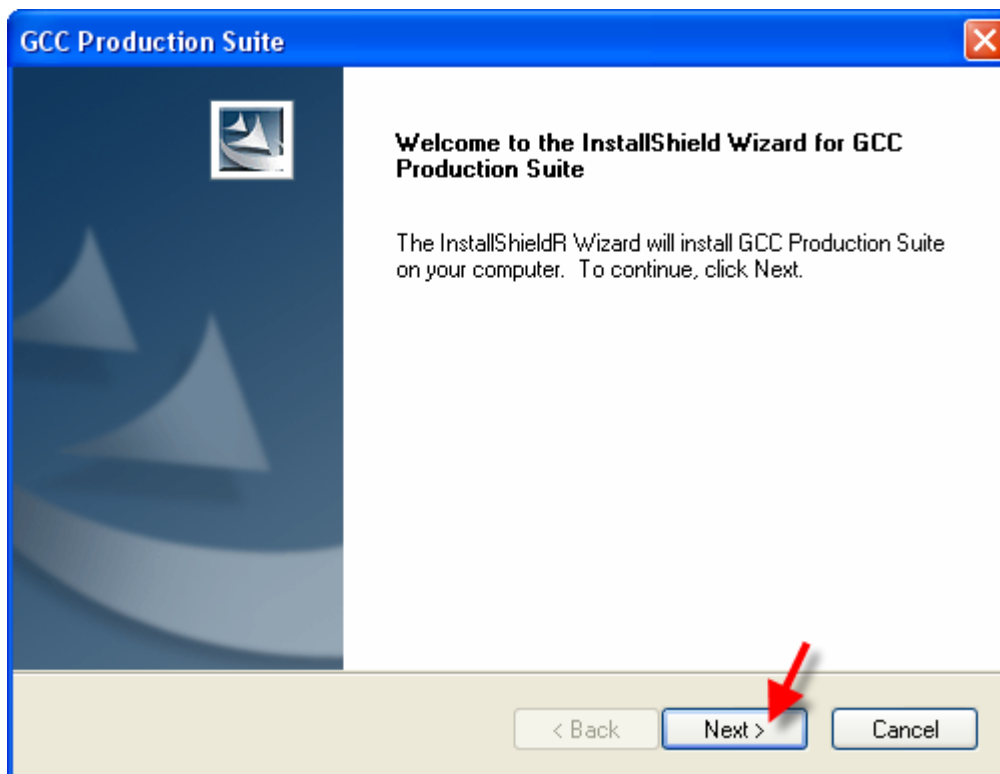 GCC Production Suite
Welcome to the InstallShield Wizard for GCC
Production Suite
The InstallShieldR Wizard will install GCC Production Suite
on your computer.  To continue, click Next.
< Back
Next >
Cancel